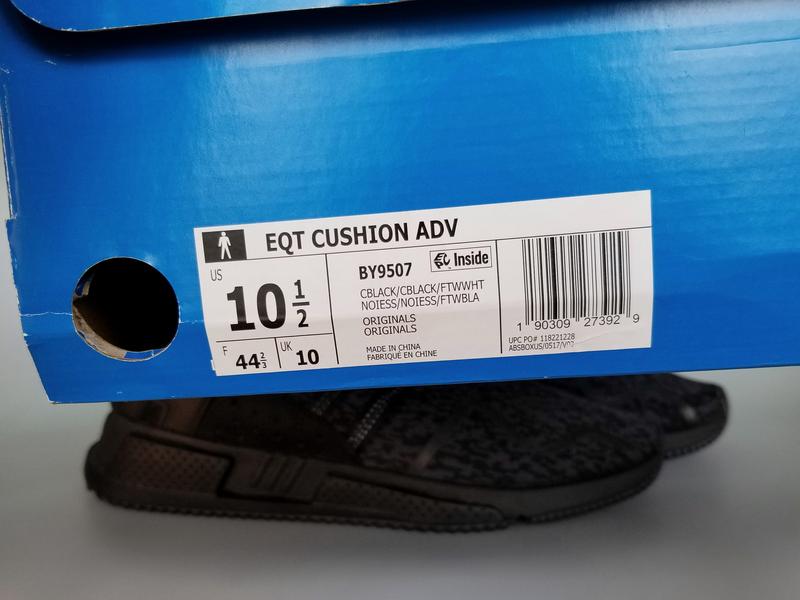 EQT CUSHION ADV
US
10 1/2
F 44 2/3
UK 10
BY9507
Inside
CBLACK/CBLACK/FTWWHT
NOIESS/NOIESS/FTWBLA
ORIGINALS
ORIGINALS
MADE IN CHINA
FABRIQUÉ EN CHINE
1 90309 27392 9
UPC PO# 118221228
ABSBOXUS/0517/